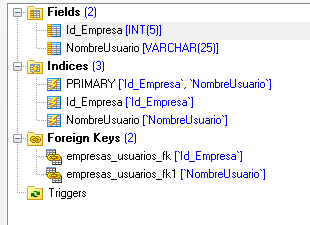 Fields (2)
Id_Empresa [INT(5)]
NombreUsuario [VARCHAR(25)]
Indices (3)
PRIMARY [`Id_Empresa`, `NombreUsuario`]
Id_Empresa [`Id_Empresa`]
NombreUsuario [`NombreUsuario`]
Foreign Keys (2)
empresas_usuarios_fk [`Id_Empresa`]
empresas_usuarios_fk1 [`NombreUsuario`]
Triggers